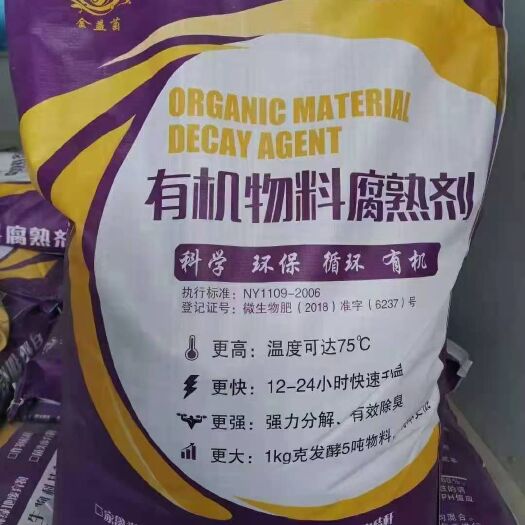 金益菌
ORGANIC MATERIAL
DECAY AGENT
有机物料腐熟剂
科学 环保 循环 有机
执行标准：NY1109-2006
登记证号：微生物肥（2018）准字（6237）号
更高：温度可达75℃
更快：12-24小时快速升温
更强：强力分解、有效除臭
更大：1kg克发酵5吨物料
腐熟剂